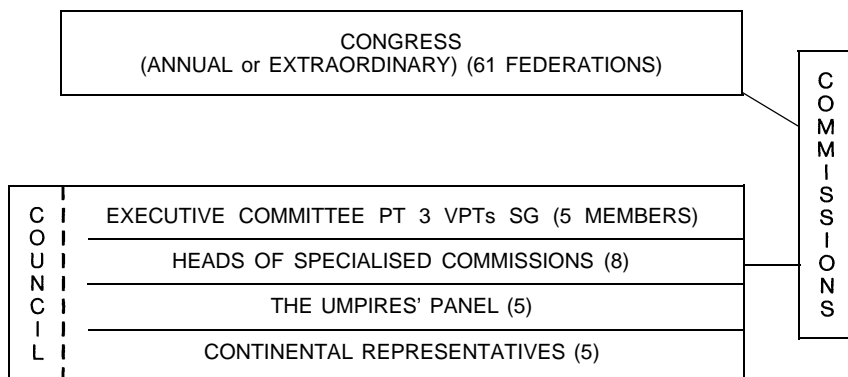 CONGRESS
(ANNUAL or EXTRAORDINARY) (61 FEDERATIONS)
COMMISSIONS
COUNCIL
EXECUTIVE COMMITTEE PT 3 VPTs SG (5 MEMBERS)
HEADS OF SPECIALISED COMMISSIONS (8)
THE UMPIRES' PANEL (5)
CONTINENTAL REPRESENTATIVES (5)